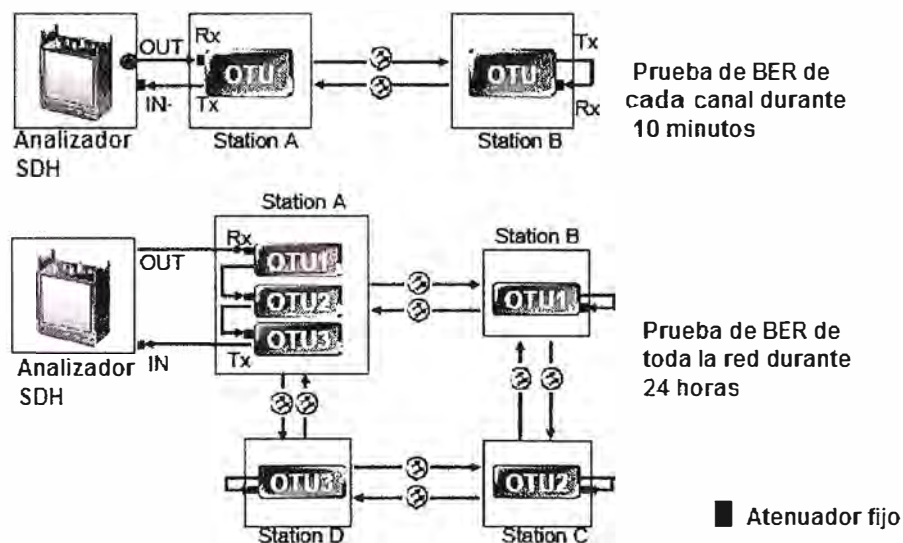 OUT
Rx
OTU
IN-
Tx
Analizador
SDH
Station A
OTU
Tx
Rx
Station B
Prueba de BER de
cada canal durante
10 minutos
Station A
Rx
OUT
OTU1
OTU2
OTU3
IN
Tx
Analizador
SDH
Station B
OTU1
Prueba de BER de
toda la red durante
24 horas
OTU3
Station D
OTU2
Station C
Atenuador fijo